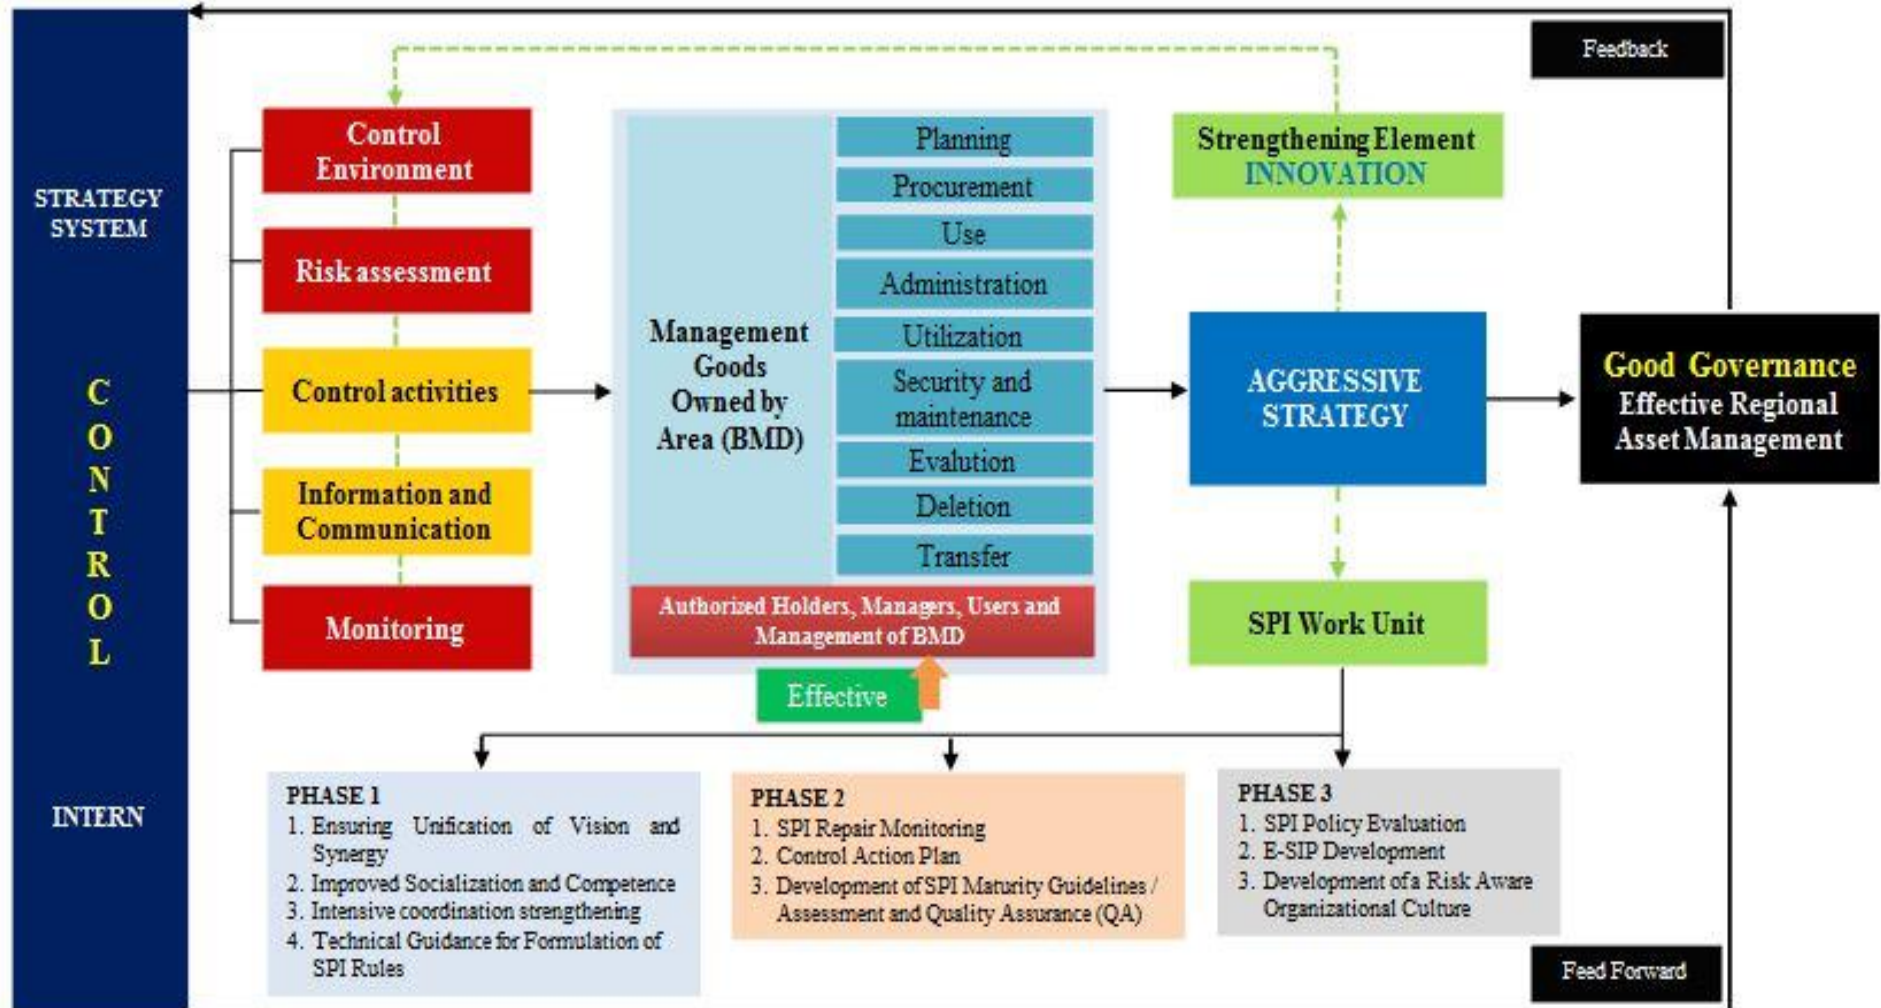 Feedback
STRATEGY
SYSTEM
C
O
N
T
R
O
L
INTERN
Control
Environment
Risk assessment
Control activities
Information and
Communication
Monitoring
Management
Goods
Owned by
Area (BMD)
Planning
Procurement
Use
Administration
Utilization
Security and
maintenance
Evalution
Deletion
Transfer
Authorized Holders, Managers, Users and
Management of BMD
Effective
Strengthening Element
INNOVATION
AGGRESSIVE
STRATEGY
SPI Work Unit
Good Governance
Effective Regional
Asset Management
PHASE 1
1. Ensuring Unification of Vision and
Synergy
2. Improved Socialization and Competence
3. Intensive coordination strengthening
4. Technical Guidance for Formulation of
SPI Rules
PHASE 2
1. SPI Repair Monitoring
2. Control Action Plan
3. Development of SPI Maturity Guidelines /
Assessment and Quality Assurance (QA)
PHASE 3
1. SPI Policy Evaluation
2. E-SIP Development
3. Development of a Risk Aware
Organizational Culture
Feed Forward